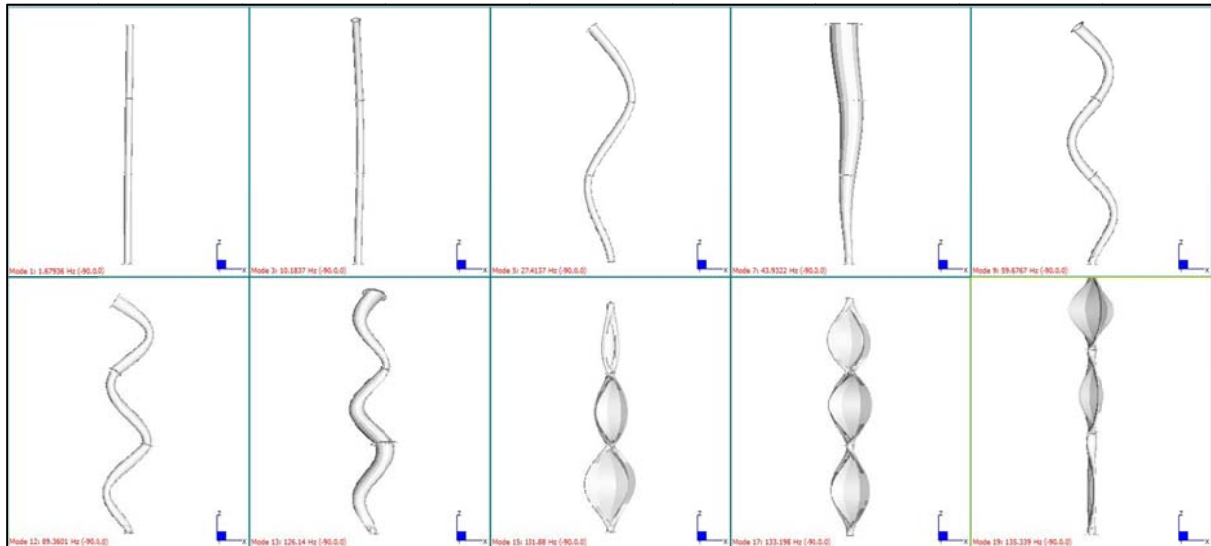 Mode 1: 1.67936 Hz (-90.0.0)
Mode 3: 10.1837 Hz (-90.0.0)
Mode 5: 27.4137 Hz (-90.0.0)
Mode 7: 43.9322 Hz (-90.0.0)
Mode 9: 59.6767 Hz (-90.0.0)
z
x
z
x
z
x
z
x
z
x
Mode 12: 89.3601 Hz (-90.0.0)
Mode 13: 126.14 Hz (-90.0.0)
Mode 15: 131.88 Hz (-90.0.0)
Mode 17: 133.198 Hz (-90.0.0)
Mode 19: 135.339 Hz (-90.0.0)
z
x
z
x
z
x
z
x
z
x